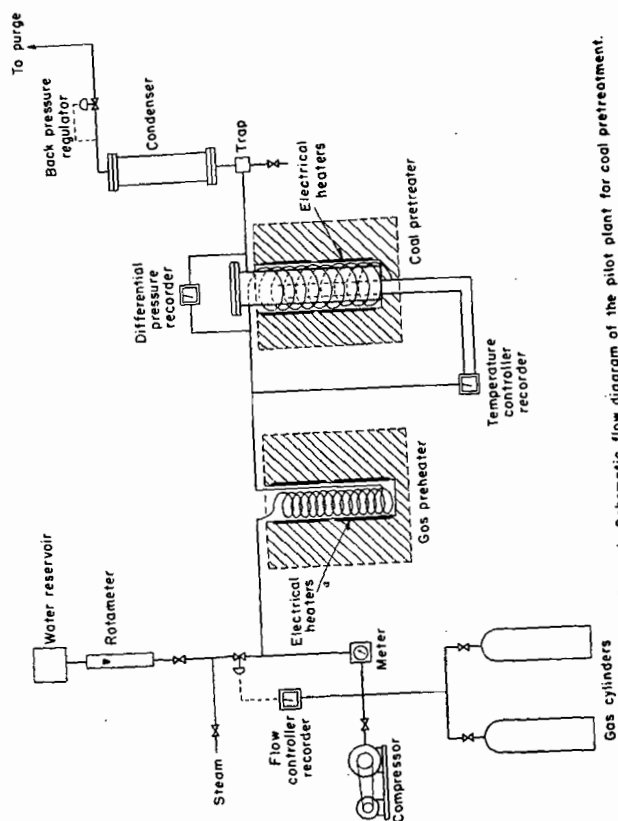 To purge
Back pressure
regulator
Condenser
Trap
Differential
pressure
recorder
Electrical
heaters
Coal pretreater
Temperature
controller
recorder
Gas preheater
Electrical
heaters
a
Water reservoir
Rotameter
Steam
Flow
controller
recorder
Meter
Compressor
Gas cylinders
Schematic flow diagram of the pilot plant for coal pretreatment.